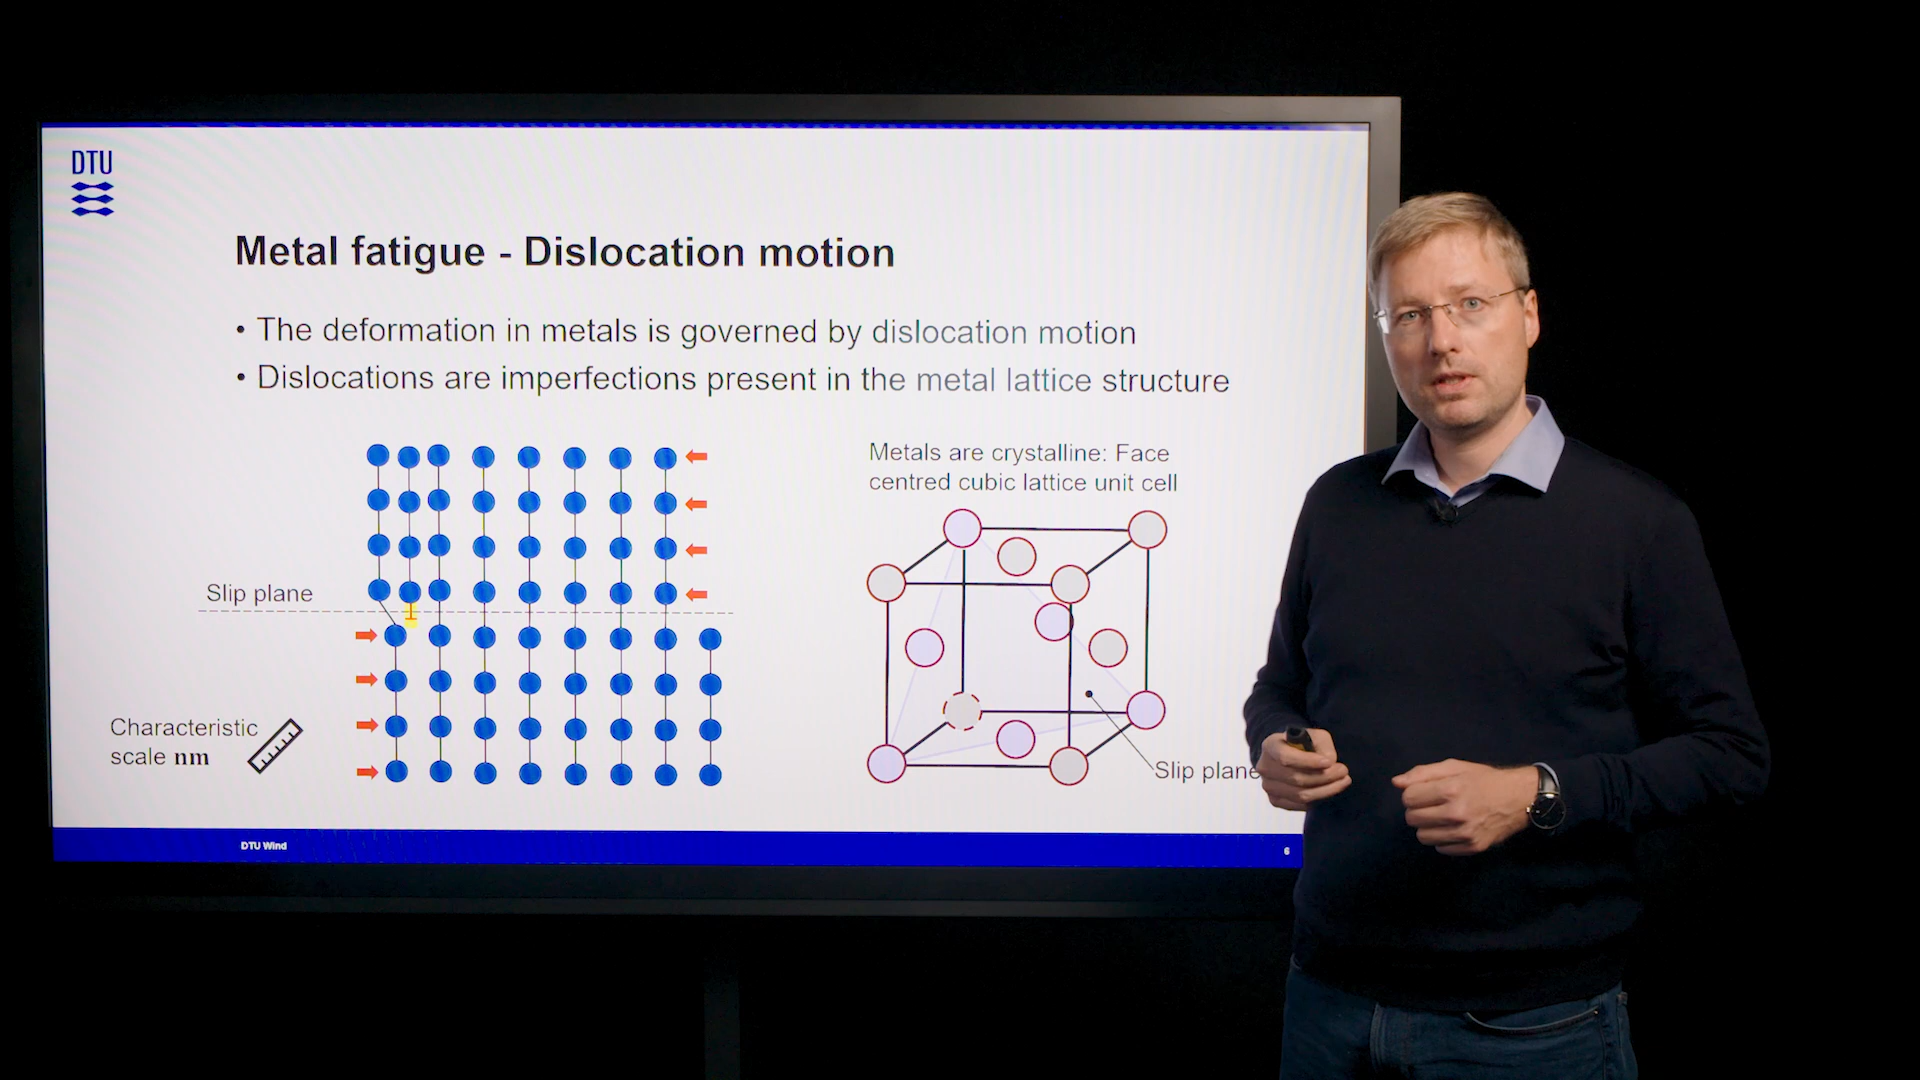 DTU
Metal fatigue - Dislocation motion
• The deformation in metals is governed by dislocation motion
• Dislocations are imperfections present in the metal lattice structure
Metals are crystalline: Face
centred cubic lattice unit cell
Slip plane
Characteristic
scale nm
Slip plane
DTU Wind
6